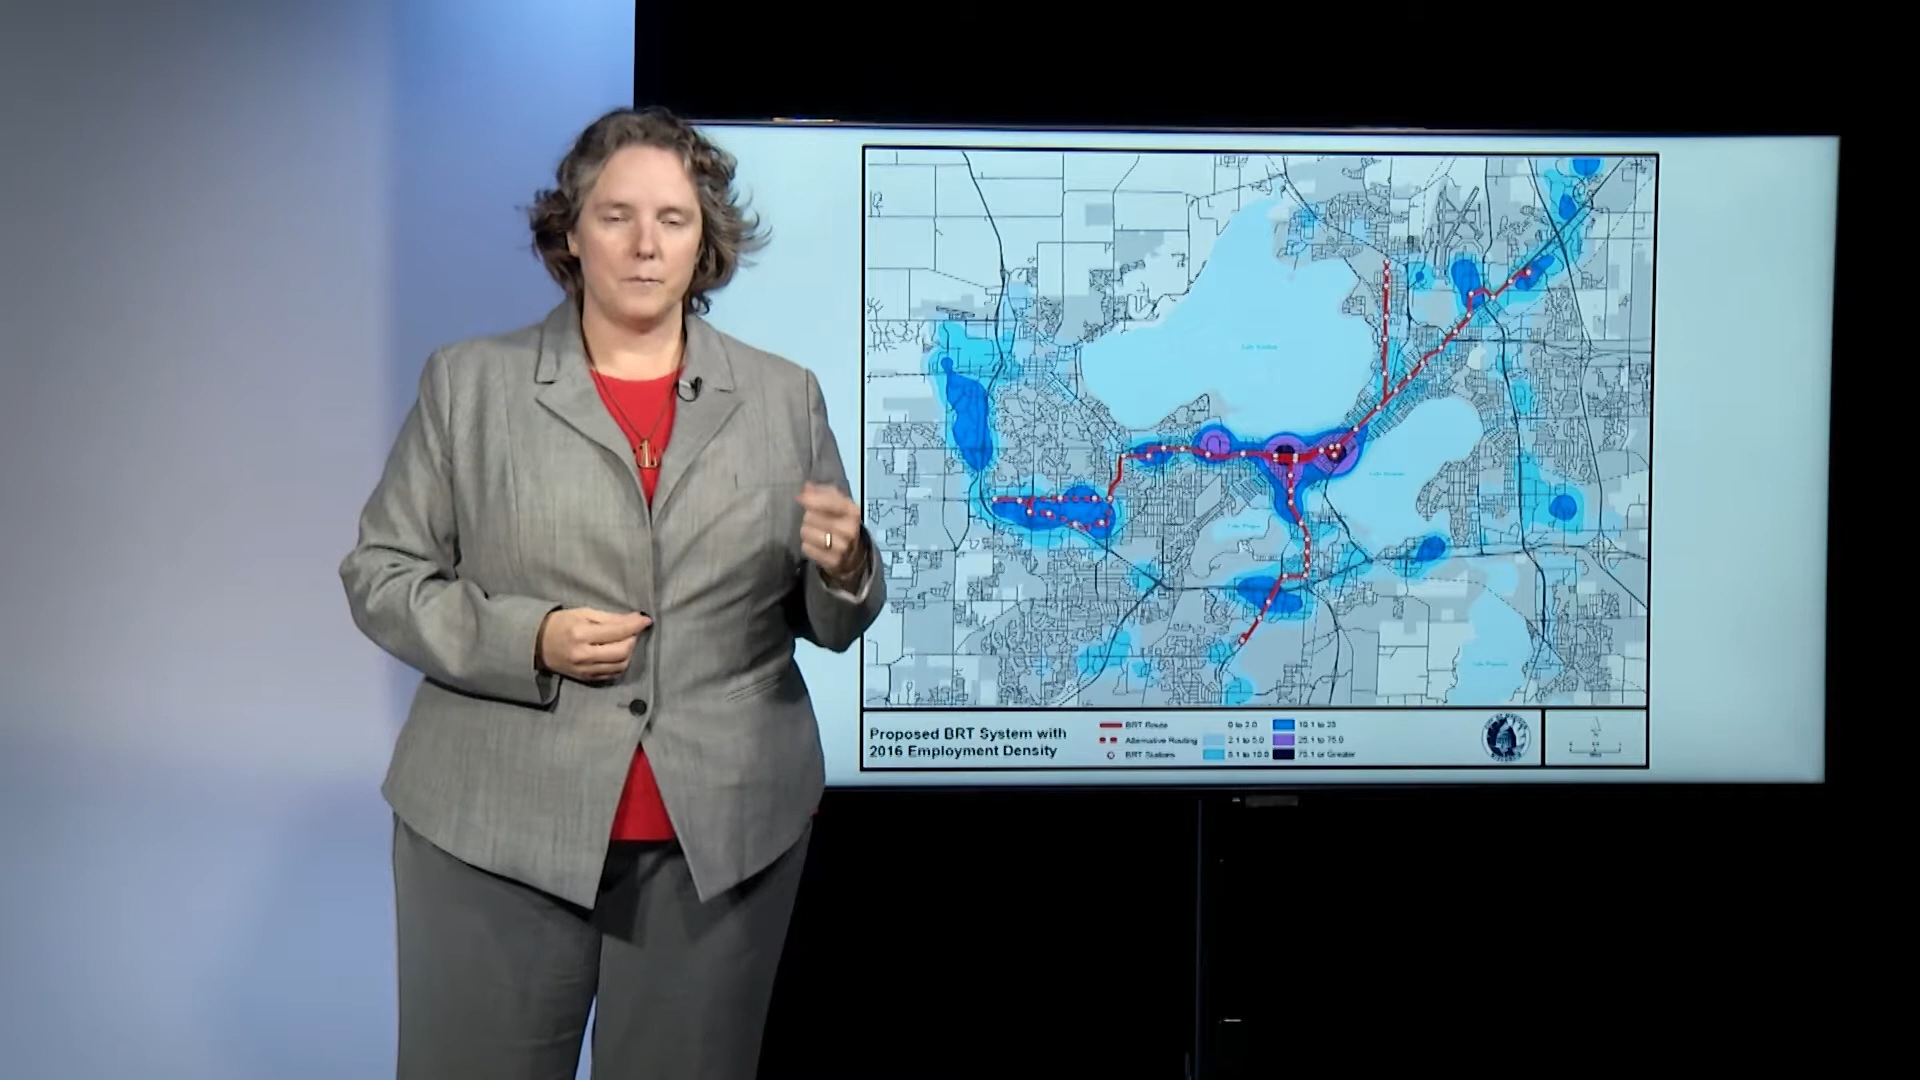 Proposed BRT System with
2016 Employment Density
BRT Route
Alternative Routing
BRT Stations
0 to 2.0
2.1 to 5.0
5.1 to 10.0
10.1 to 25
25.1 to 75.0
75.1 or Greater